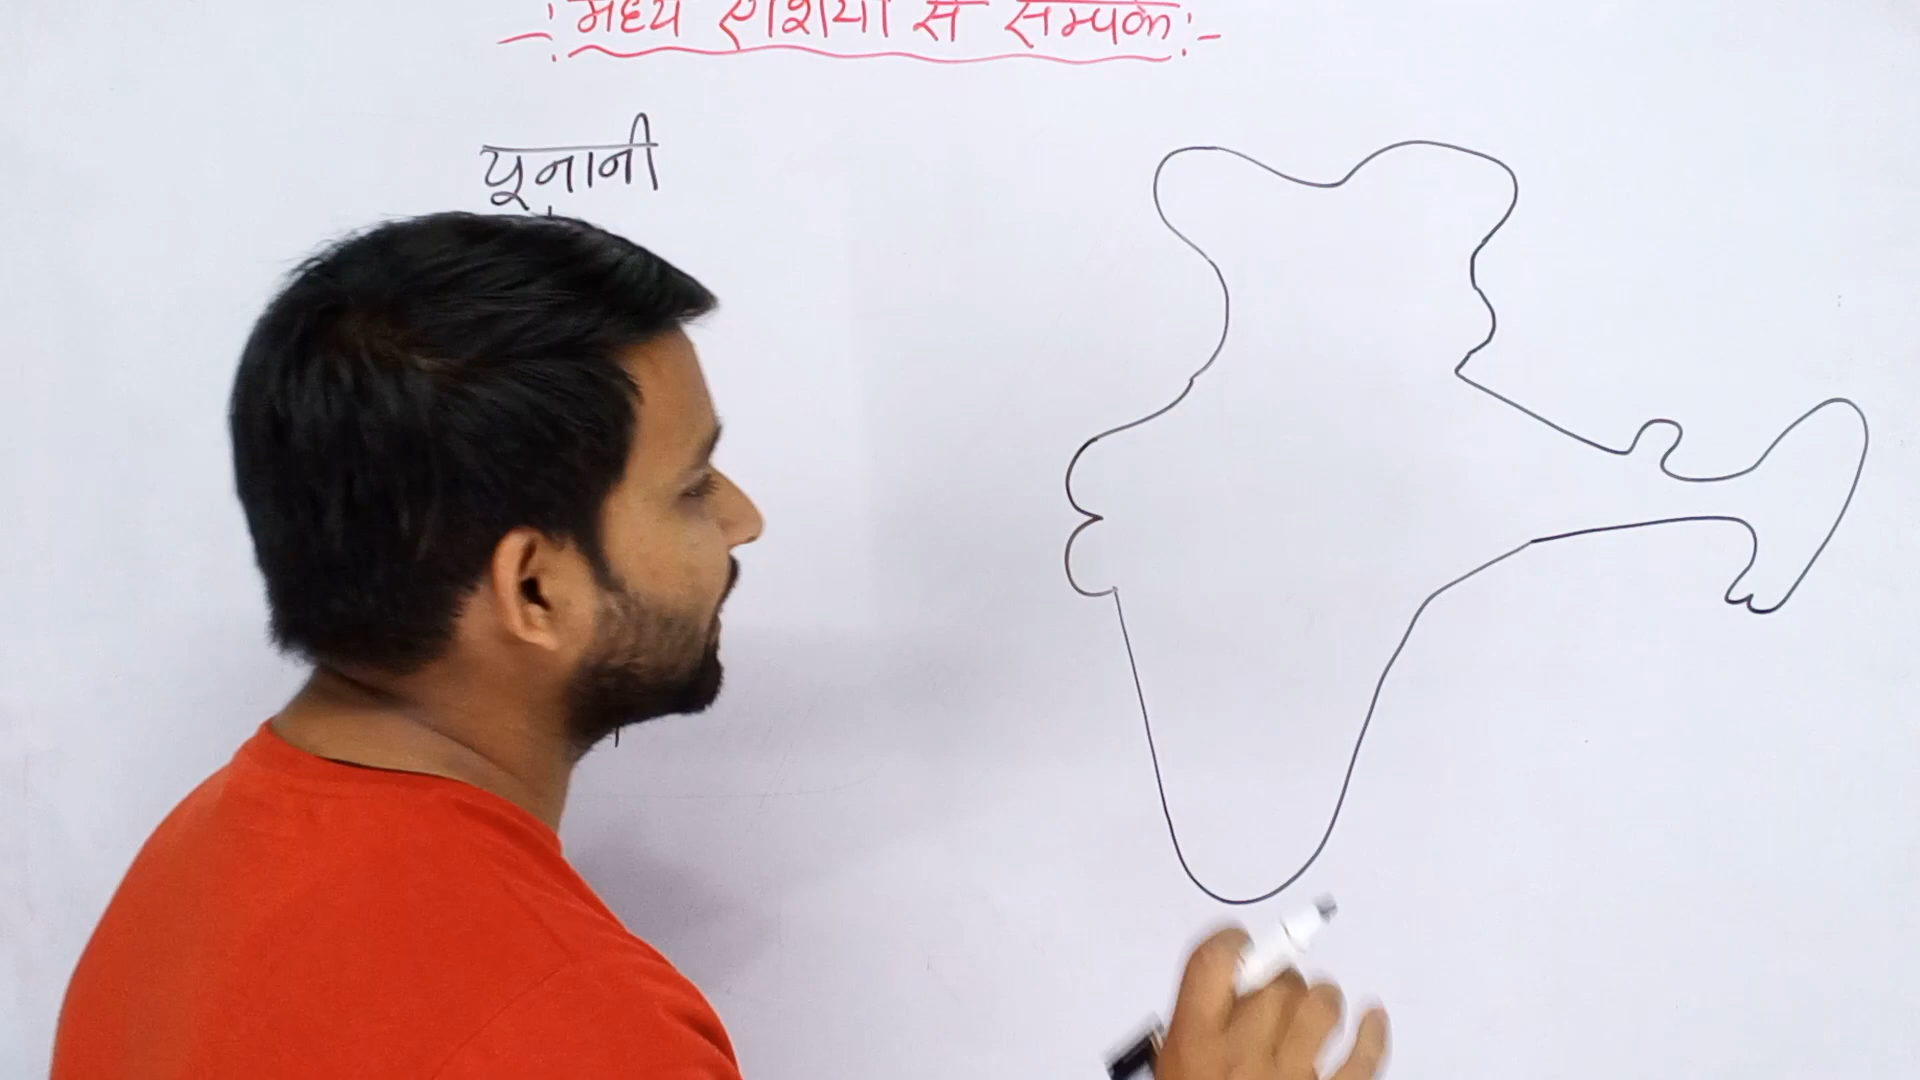 -: मध्य एशिया से सम्पर्क :-
यूनानी